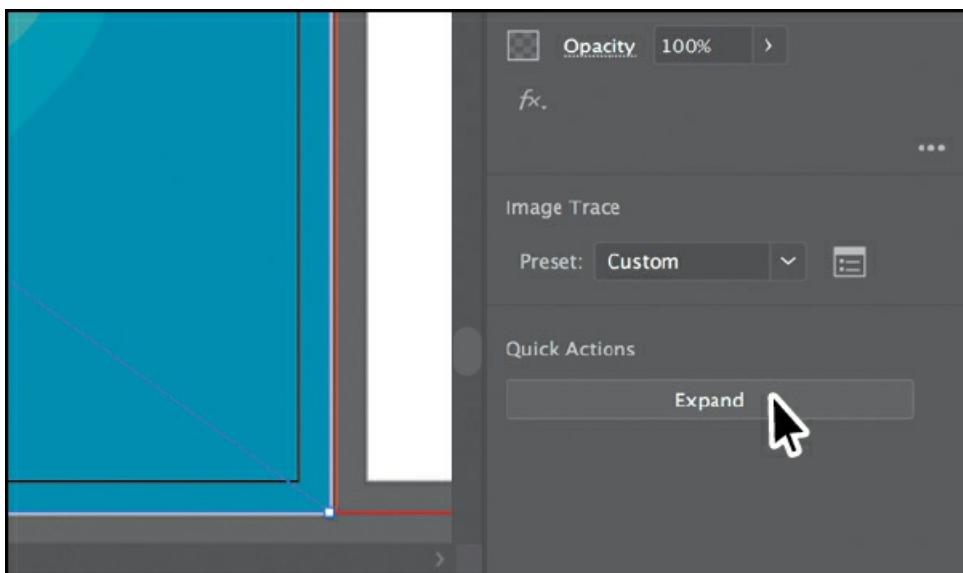 Opacity 100%
fx.
Image Trace
Preset: Custom
Quick Actions
Expand